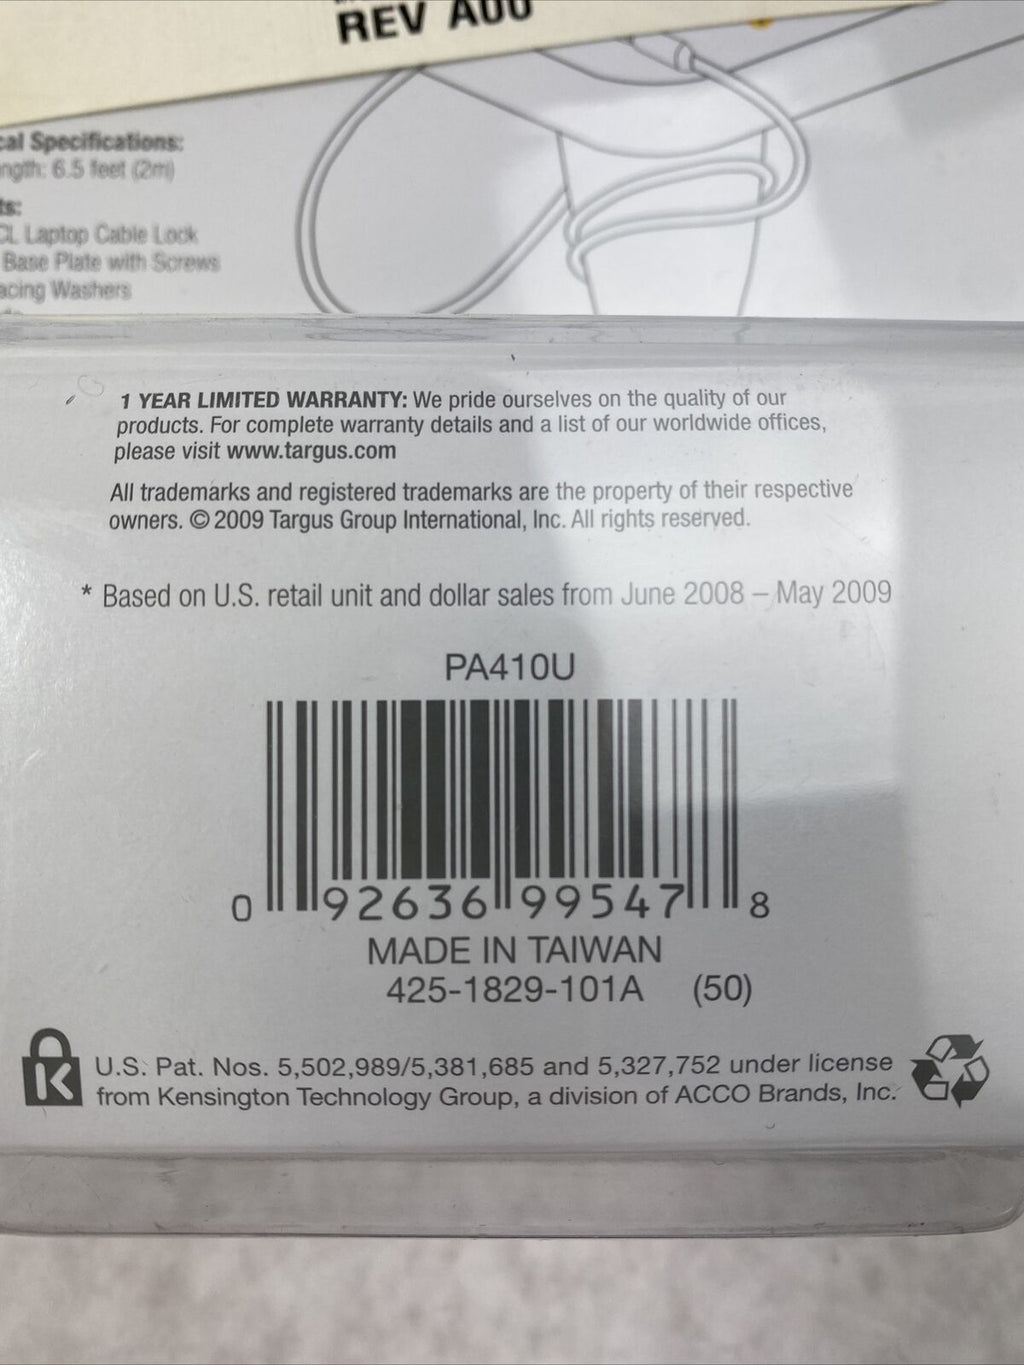 REV A00
cal Specifications:
ngth: 6.5 feet (2m)
ts:
CL Laptop Cable Lock
Base Plate with Screws
acing Washers
1 YEAR LIMITED WARRANTY: We pride ourselves on the quality of our
products. For complete warranty details and a list of our worldwide offices,
please visit www.targus.com
All trademarks and registered trademarks are the property of their respective
owners. © 2009 Targus Group International, Inc. All rights reserved.
* Based on U.S. retail unit and dollar sales from June 2008 – May 2009
PA410U
0 92636 99547 8
MADE IN TAIWAN
425-1829-101A (50)
K
U.S. Pat. Nos. 5,502,989/5,381,685 and 5,327,752 under license
from Kensington Technology Group, a division of ACCO Brands, Inc.